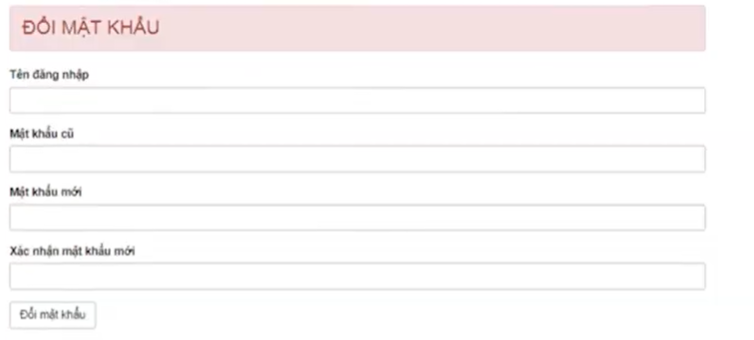 ĐỔI MẬT KHẨU
Tên đăng nhập
Mật khẩu cũ
Mật khẩu mới
Xác nhận mật khẩu mới
Đổi mật khẩu